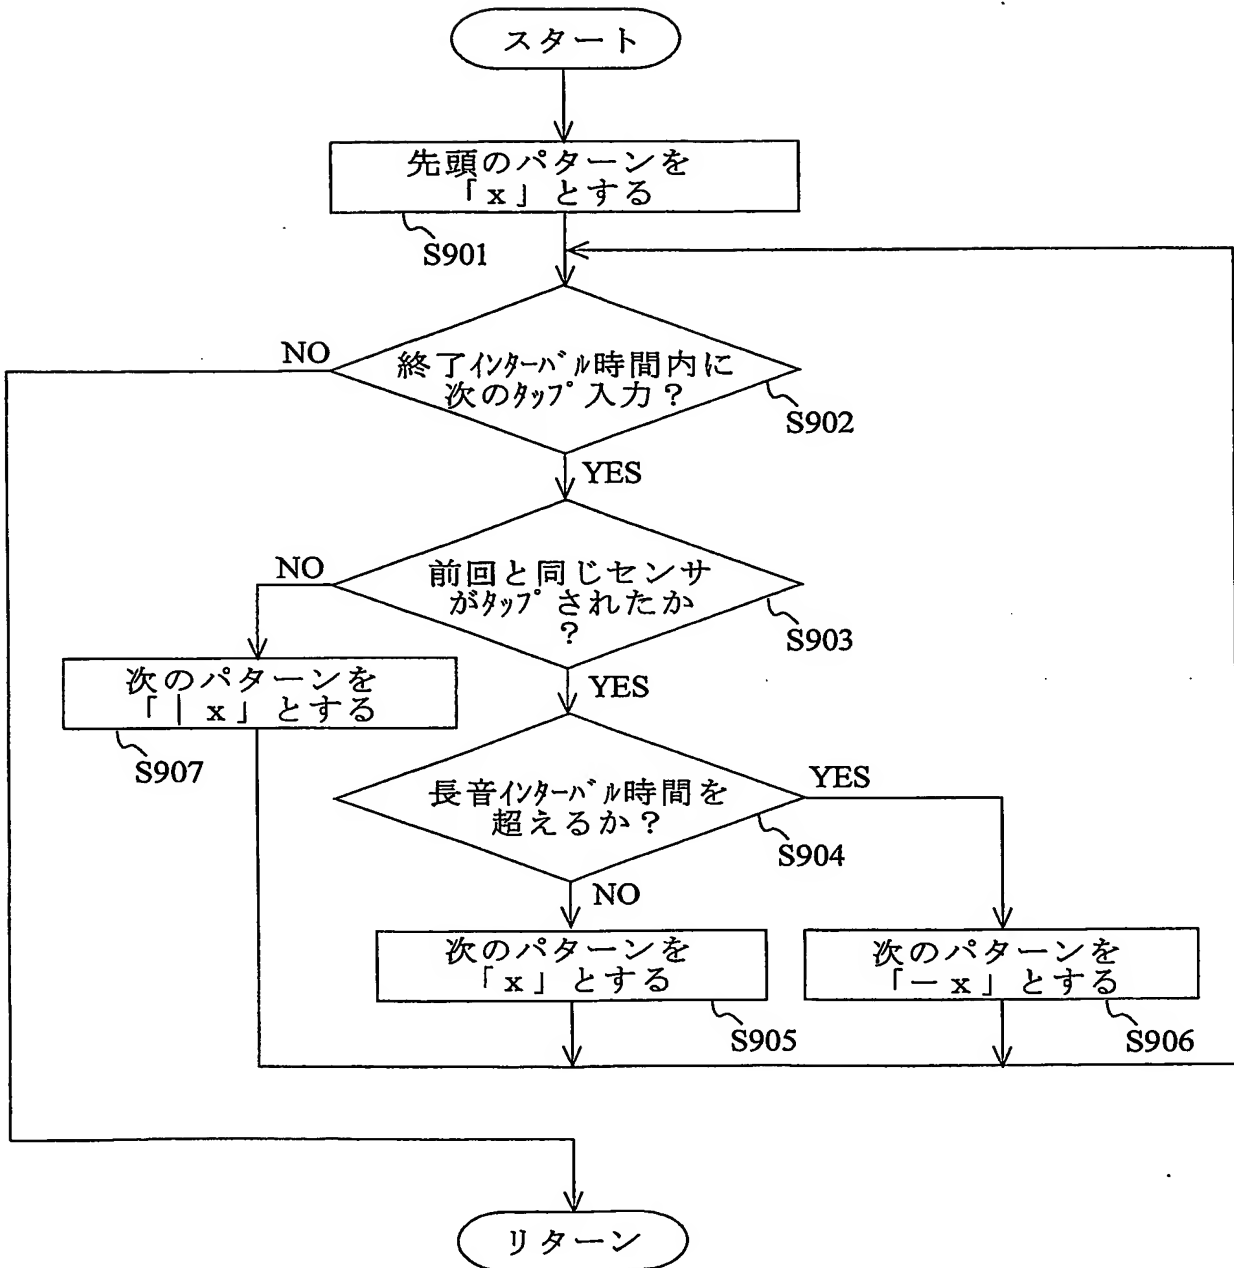 スタート
先頭のパターンを
「x」とする
S901
終了ｲﾝﾀｰﾊﾞﾙ時間内に
次のﾀｯﾌﾟ入力？
NO
S902
YES
前回と同じセンサ
がﾀｯﾌﾟされたか
？
NO
S903
YES
次のパターンを
「｜x」とする
S907
長音ｲﾝﾀｰﾊﾞﾙ時間を
超えるか？
YES
S904
NO
次のパターンを
「x」とする
S905
次のパターンを
「－x」とする
S906
リターン